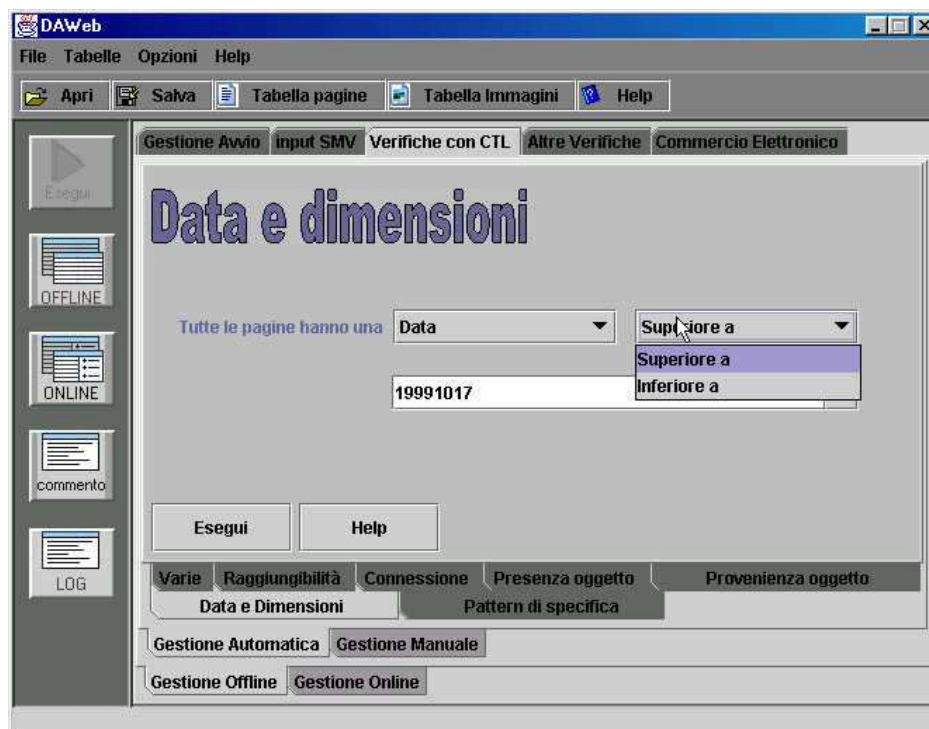 DAWeb
File Tabelle Opzioni Help
Apri Salva Tabella pagine Tabella Immagini Help
Gestione Avvio input SMV Verifiche con CTL Altre Verifiche Commercio Elettronico
Esegui
Data e dimensioni
OFFLINE
Tutte le pagine hanno una Data Superiore a
Superiore a
Inferiore a
ONLINE
19991017
commento
Esegui Help
LOG
Varie Raggiungibilità Connessione Presenza oggetto Provenienza oggetto
Data e Dimensioni Pattern di specifica
Gestione Automatica Gestione Manuale
Gestione Offline Gestione Online